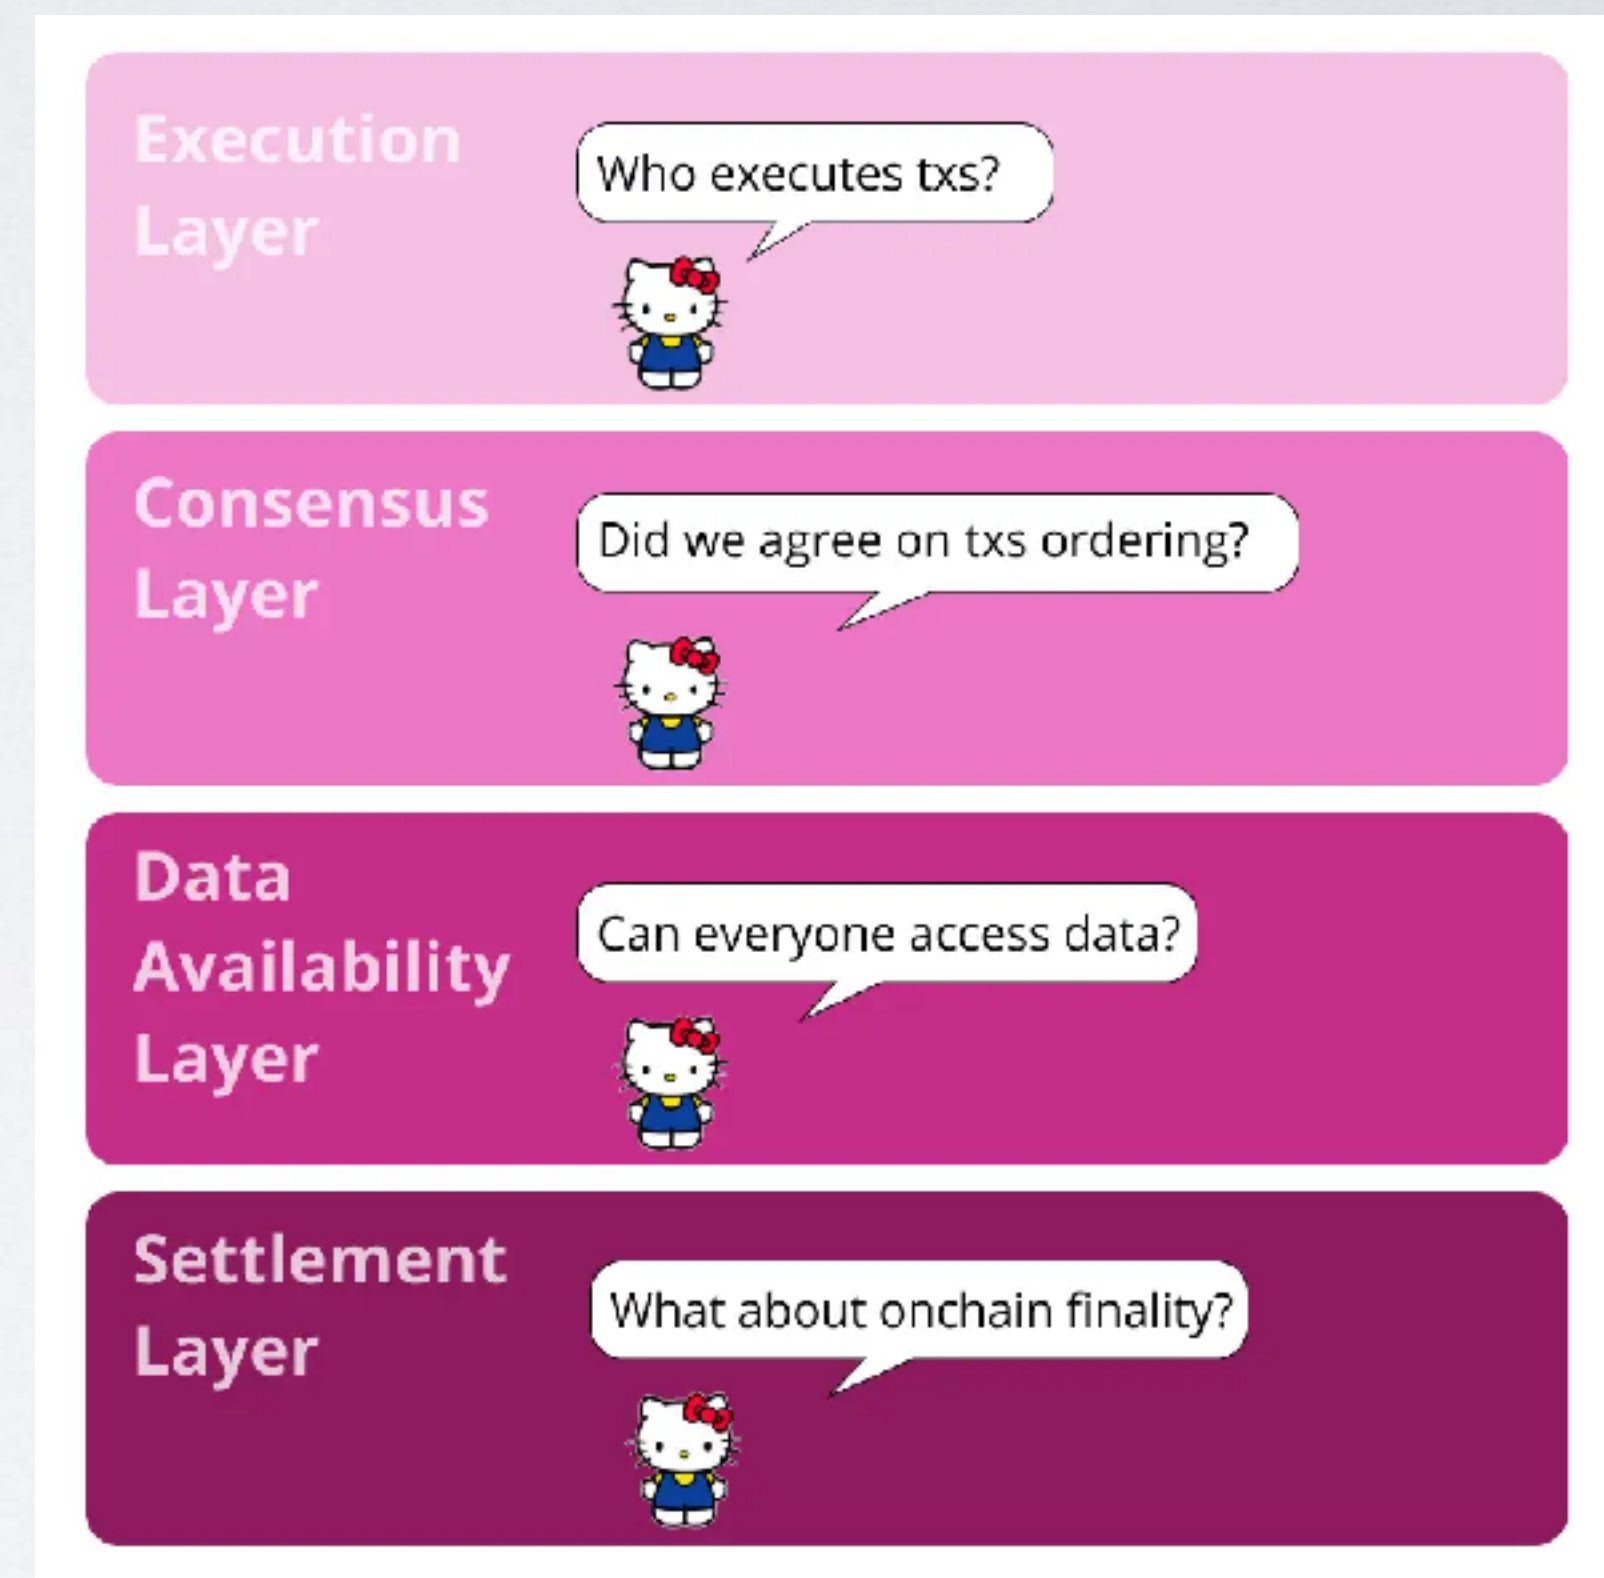 Execution
Layer
Who executes txs?
Consensus
Layer
Did we agree on txs ordering?
Data
Availability
Layer
Can everyone access data?
Settlement
Layer
What about onchain finality?